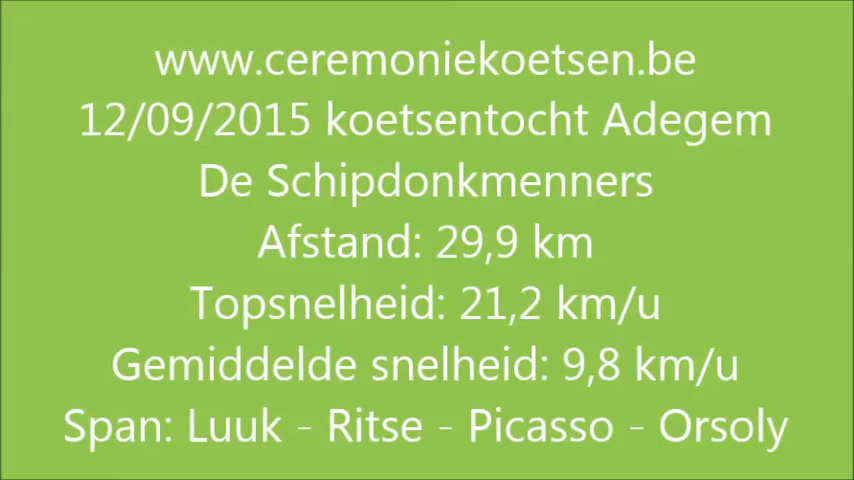 www.ceremoniekoetsen.be
12/09/2015 koetsentocht Adegem
De Schipdonkmenners
Afstand: 29,9 km
Topsnelheid: 21,2 km/u
Gemiddelde snelheid: 9,8 km/u
Span: Luuk - Ritse - Picasso - Orsoly